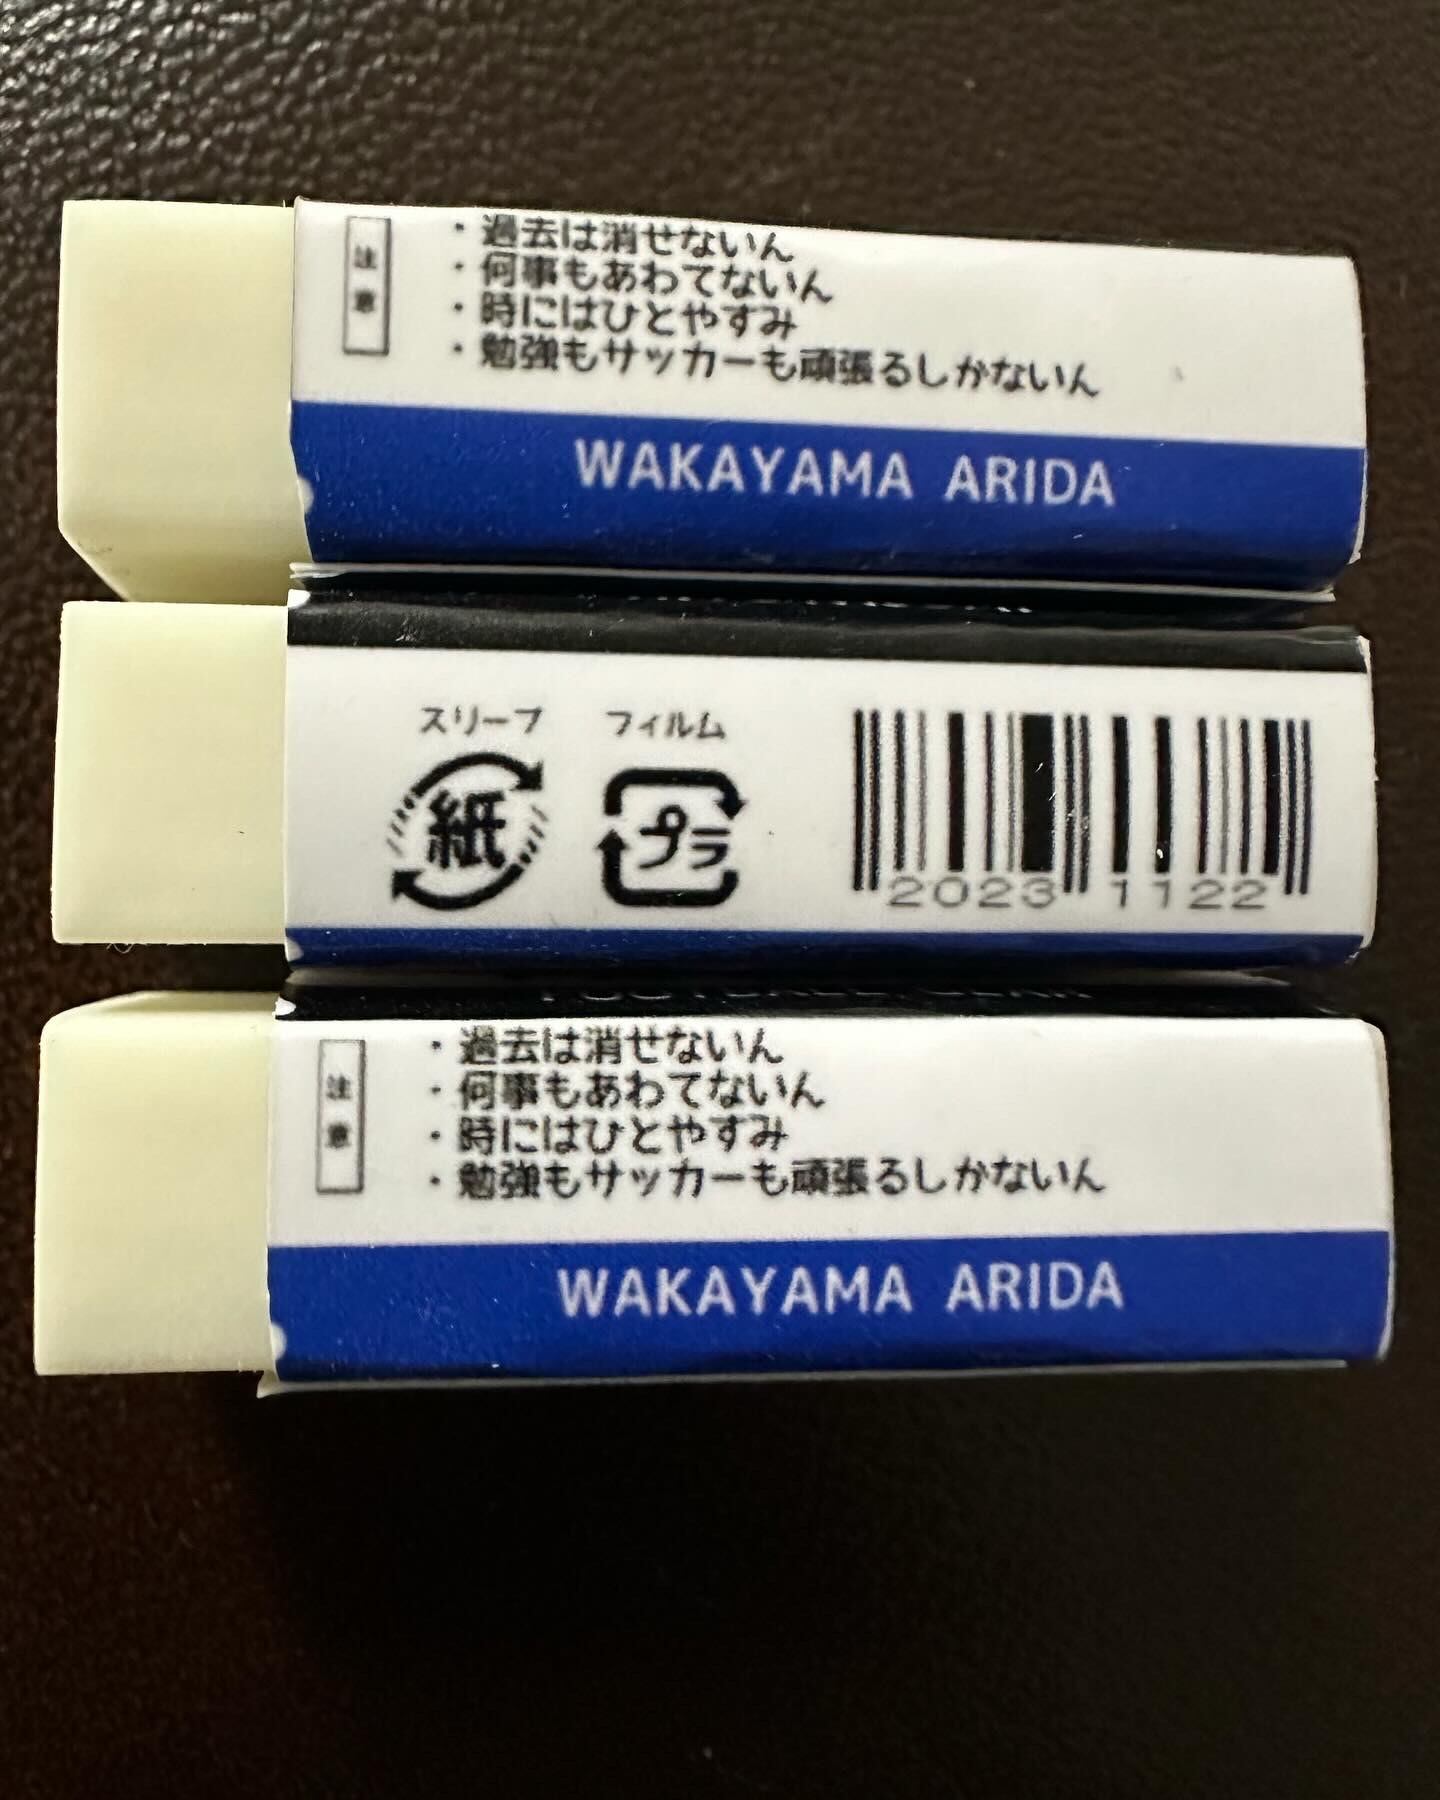 注意
・過去は消せないん
・何事もあわてないん
・時にはひとやすみ
・勉強もサッカーも頑張るしかないん
WAKAYAMA ARIDA
スリーブ フィルム
紙 プラ
2023 1122
注意
・過去は消せないん
・何事もあわてないん
・時にはひとやすみ
・勉強もサッカーも頑張るしかないん
WAKAYAMA ARIDA